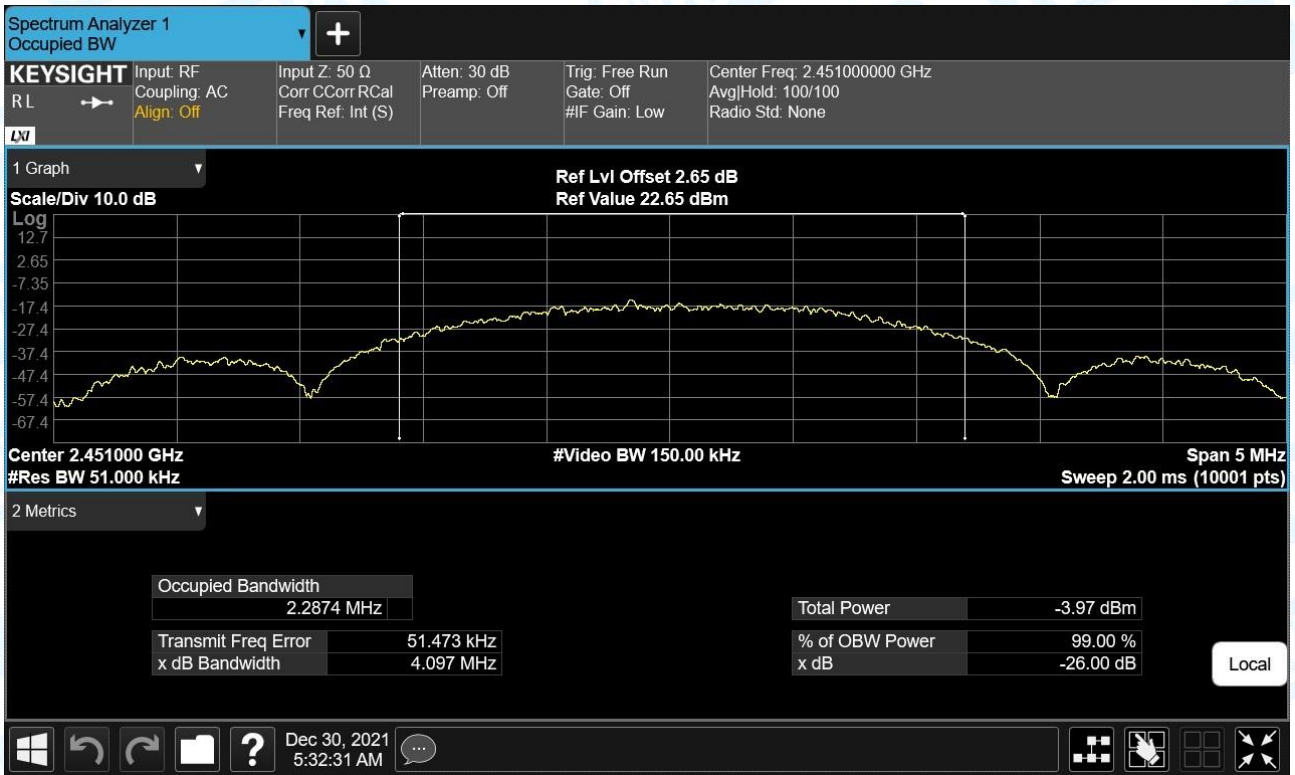 Spectrum Analyzer 1
Occupied BW
KEYSIGHT
RL
LXI
Input: RF
Coupling: AC
Align: Off
Input Z: 50 Ω
Corr CCorr RCal
Freq Ref: Int (S)
Atten: 30 dB
Preamp: Off
Trig: Free Run
Gate: Off
#IF Gain: Low
Center Freq: 2.451000000 GHz
Avg|Hold: 100/100
Radio Std: None
1 Graph
Scale/Div 10.0 dB
Ref Lvl Offset 2.65 dB
Ref Value 22.65 dBm
Log
12.7
2.65
-7.35
-17.4
-27.4
-37.4
-47.4
-57.4
-67.4
Center 2.451000 GHz
#Video BW 150.00 kHz
Span 5 MHz
#Res BW 51.000 kHz
Sweep 2.00 ms (10001 pts)
2 Metrics
Occupied Bandwidth
2.2874 MHz
Total Power -3.97 dBm
Transmit Freq Error 51.473 kHz
% of OBW Power 99.00 %
x dB Bandwidth 4.097 MHz
x dB -26.00 dB
Local
?
Dec 30, 2021
5:32:31 AM